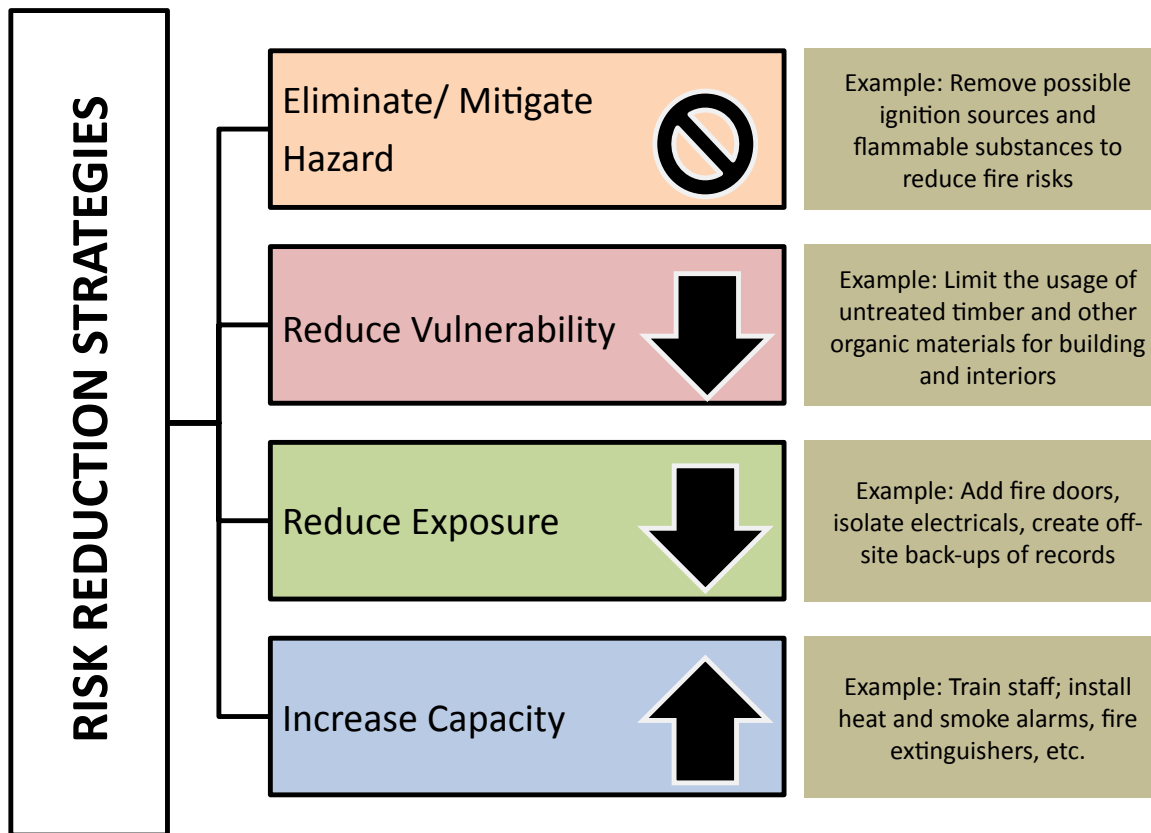 RISK REDUCTION STRATEGIES
Eliminate/ Mitigate
Hazard
Example: Remove possible
ignition sources and
flammable substances to
reduce fire risks
Reduce Vulnerability
Example: Limit the usage of
untreated timber and other
organic materials for building
and interiors
Reduce Exposure
Example: Add fire doors,
isolate electricals, create off-
site back-ups of records
Increase Capacity
Example: Train staff; install
heat and smoke alarms, fire
extinguishers, etc.